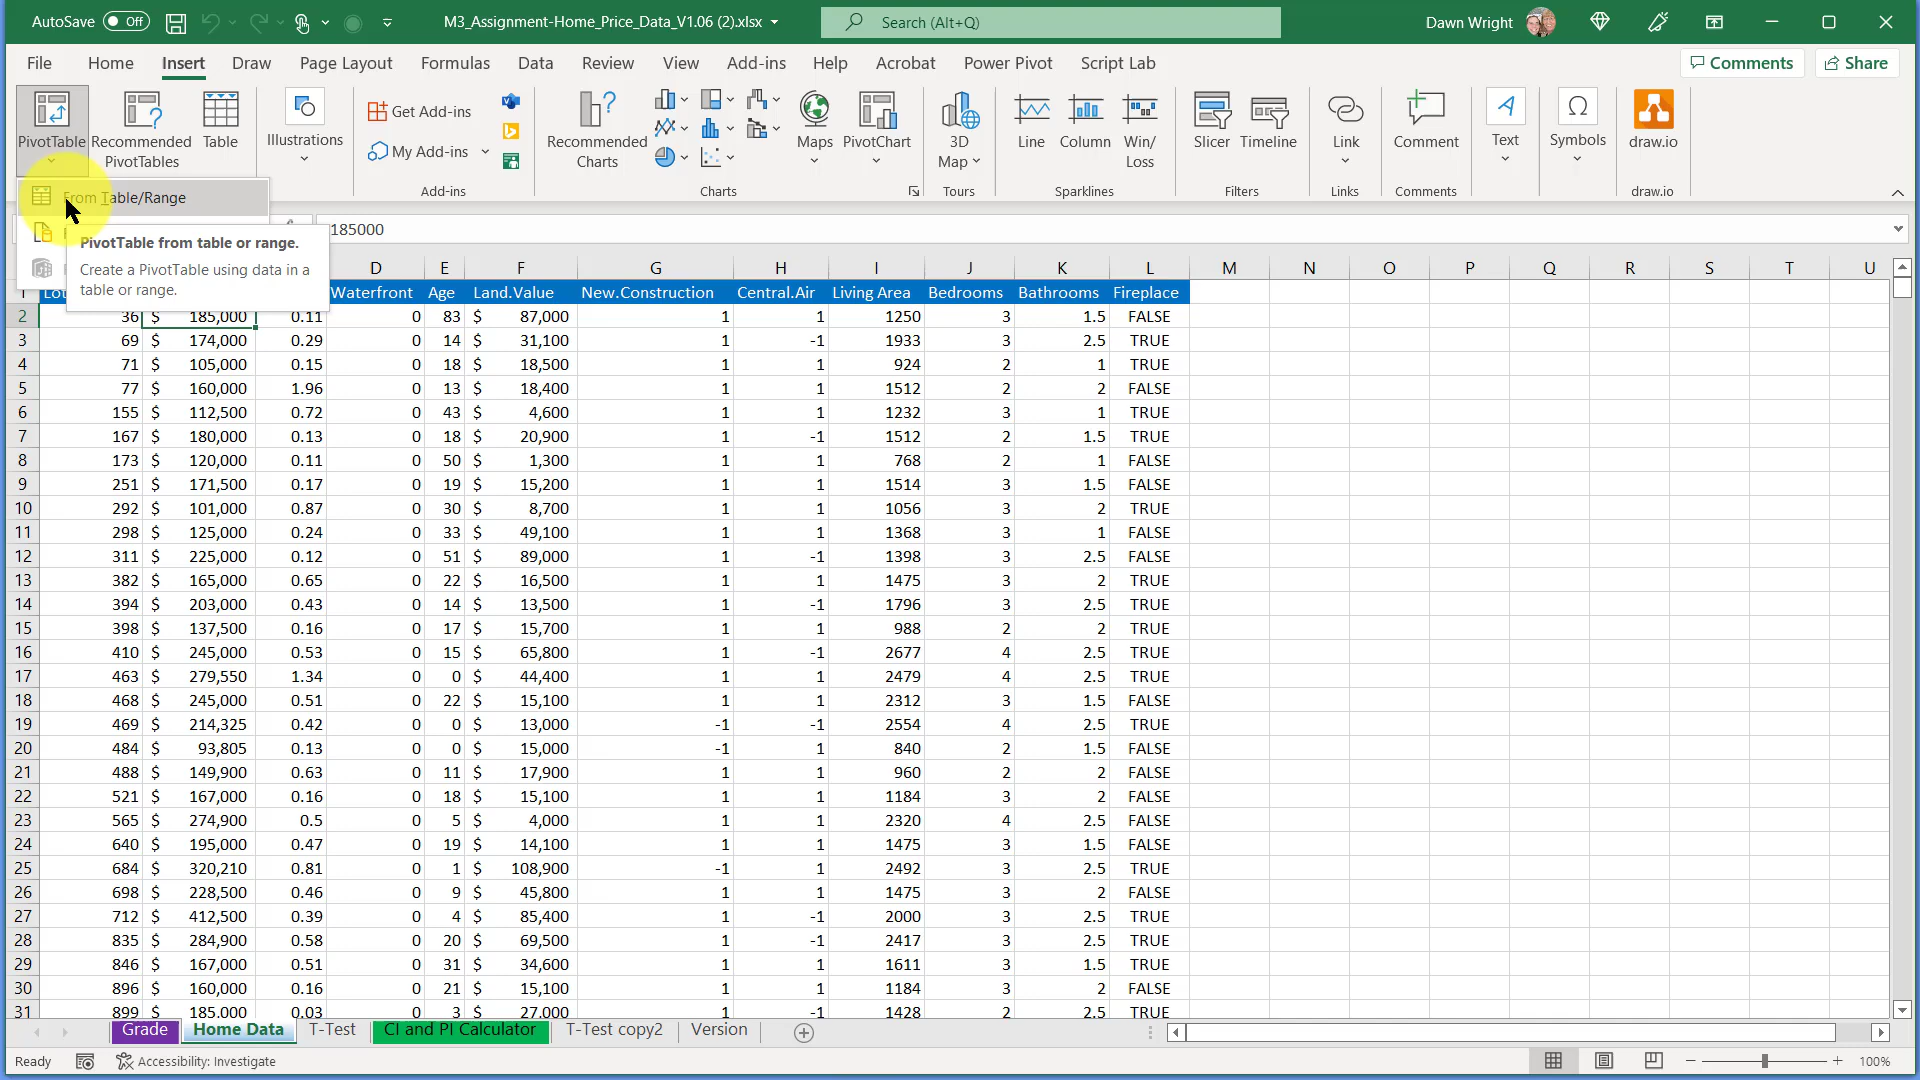 AutoSave Off M3_Assignment-Home_Price_Data_V1.06 (2).xlsx Search (Alt+Q) Dawn Wright
File Home Insert Draw Page Layout Formulas Data Review View Add-ins Help Acrobat Power Pivot Script Lab Comments Share
PivotTable Recommended PivotTables Table Illustrations Get Add-ins My Add-ins Recommended Charts Maps PivotChart 3D Map Line Column Win/Loss Slicer Timeline Link Comment Text Symbols draw.io
Add-ins Charts Tours Sparklines Filters Links Comments draw.io
From Table/Range
185000
PivotTable from table or range.
Create a PivotTable using data in a
table or range.
D E F G H I J K L M N O P Q R S T U
Waterfront Age Land.Value New.Construction Central.Air Living Area Bedrooms Bathrooms Fireplace
2 36 $ 185,000 0.11 0 83 $ 87,000 1 1 1250 3 1.5 FALSE
3 69 $ 174,000 0.29 0 14 $ 31,100 1 -1 1933 3 2.5 TRUE
4 71 $ 105,000 0.15 0 18 $ 18,500 1 1 924 2 1 TRUE
5 77 $ 160,000 1.96 0 13 $ 18,400 1 1 1512 2 2 FALSE
6 155 $ 112,500 0.72 0 43 $ 4,600 1 1 1232 3 1 TRUE
7 167 $ 180,000 0.13 0 18 $ 20,900 1 -1 1512 2 1.5 TRUE
8 173 $ 120,000 0.11 0 50 $ 1,300 1 1 768 2 1 FALSE
9 251 $ 171,500 0.17 0 19 $ 15,200 1 1 1514 3 1.5 FALSE
10 292 $ 101,000 0.87 0 30 $ 8,700 1 1 1056 3 2 TRUE
11 298 $ 125,000 0.24 0 33 $ 49,100 1 1 1368 3 1 FALSE
12 311 $ 225,000 0.12 0 51 $ 89,000 1 -1 1398 3 2.5 FALSE
13 382 $ 165,000 0.65 0 22 $ 16,500 1 1 1475 3 2 TRUE
14 394 $ 203,000 0.43 0 14 $ 13,500 1 -1 1796 3 2.5 TRUE
15 398 $ 137,500 0.16 0 17 $ 15,700 1 1 988 2 2 TRUE
16 410 $ 245,000 0.53 0 15 $ 65,800 1 -1 2677 4 2.5 TRUE
17 463 $ 279,550 1.34 0 0 $ 44,400 1 1 2479 4 2.5 TRUE
18 468 $ 245,000 0.51 0 22 $ 15,100 1 1 2312 3 1.5 FALSE
19 469 $ 214,325 0.42 0 0 $ 13,000 -1 -1 2554 4 2.5 TRUE
20 484 $ 93,805 0.13 0 0 $ 15,000 -1 1 840 2 1.5 FALSE
21 488 $ 149,900 0.63 0 11 $ 17,900 1 1 960 2 2 FALSE
22 521 $ 167,000 0.16 0 18 $ 15,100 1 1 1184 3 2 FALSE
23 565 $ 274,900 0.5 0 5 $ 4,000 1 1 2320 4 2.5 FALSE
24 640 $ 195,000 0.47 0 19 $ 14,100 1 1 1475 3 1.5 FALSE
25 684 $ 320,210 0.81 0 1 $ 108,900 -1 1 2492 3 2.5 TRUE
26 698 $ 228,500 0.46 0 9 $ 45,800 1 1 1475 3 2 FALSE
27 712 $ 412,500 0.39 0 4 $ 85,400 1 -1 2000 3 2.5 TRUE
28 835 $ 284,900 0.58 0 20 $ 69,500 1 -1 2417 3 2.5 TRUE
29 846 $ 167,000 0.51 0 31 $ 34,600 1 1 1611 3 1.5 TRUE
30 896 $ 160,000 0.16 0 21 $ 15,100 1 1 1184 3 2 FALSE
31 899 $ 185,000 0.03 0 3 $ 27,000 1 -1 1428 2 2.5 TRUE
Grade Home Data T-Test CI and PI Calculator T-Test copy2 Version
Ready Accessibility: Investigate 100%